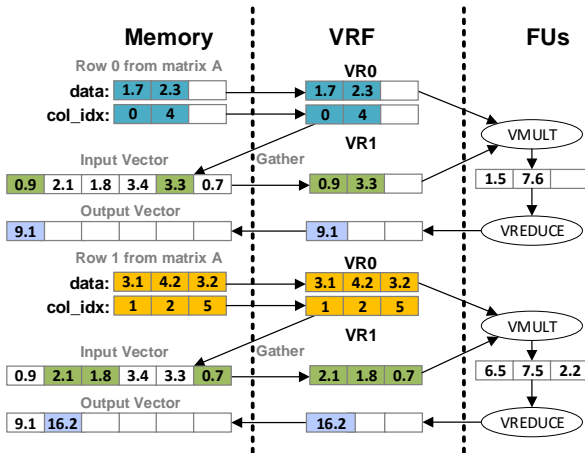 Memory VRF FUs
Row 0 from matrix A
VR0
data: 1.7 2.3 1.7 2.3
col_idx: 0 4 0 4
VMULT
VR1
Input Vector Gather
0.9 2.1 1.8 3.4 3.3 0.7 0.9 3.3 1.5 7.6
Output Vector
9.1 9.1 VREDUCE
Row 1 from matrix A
VR0
data: 3.1 4.2 3.2 3.1 4.2 3.2
col_idx: 1 2 5 1 2 5
VMULT
VR1
Input Vector Gather
0.9 2.1 1.8 3.4 3.3 0.7 2.1 1.8 0.7 6.5 7.5 2.2
Output Vector
9.1 16.2 16.2 VREDUCE